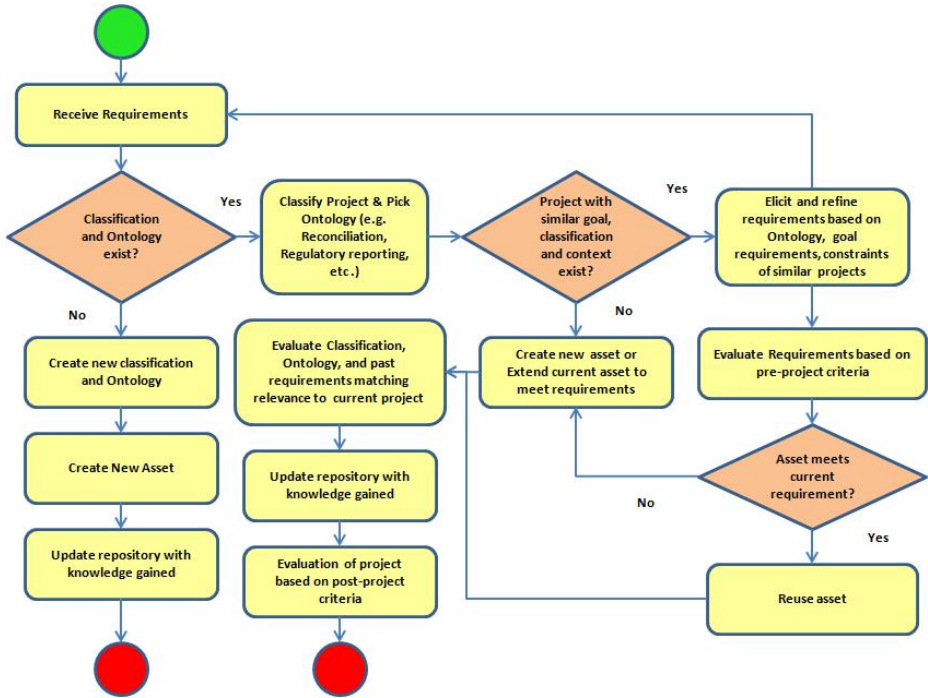 Receive Requirements
Classification
and Ontology
exist?
Yes
Classify Project & Pick
Ontology (e.g.
Reconciliation,
Regulatory reporting,
etc.)
Project with
similar goal,
classification
and context
exist?
Yes
Elicit and refine
requirements based on
Ontology, goal
requirements, constraints
of similar projects
No
No
Create new classification
and Ontology
Evaluate Classification,
Ontology, and past
requirements matching
relevance to current project
Create new asset or
Extend current asset to
meet requirements
Evaluate Requirements based on
pre-project criteria
Create New Asset
Update repository with
knowledge gained
Asset meets
current
requirement?
No
Yes
Update repository with
knowledge gained
Evaluation of project
based on post-project
criteria
Reuse asset